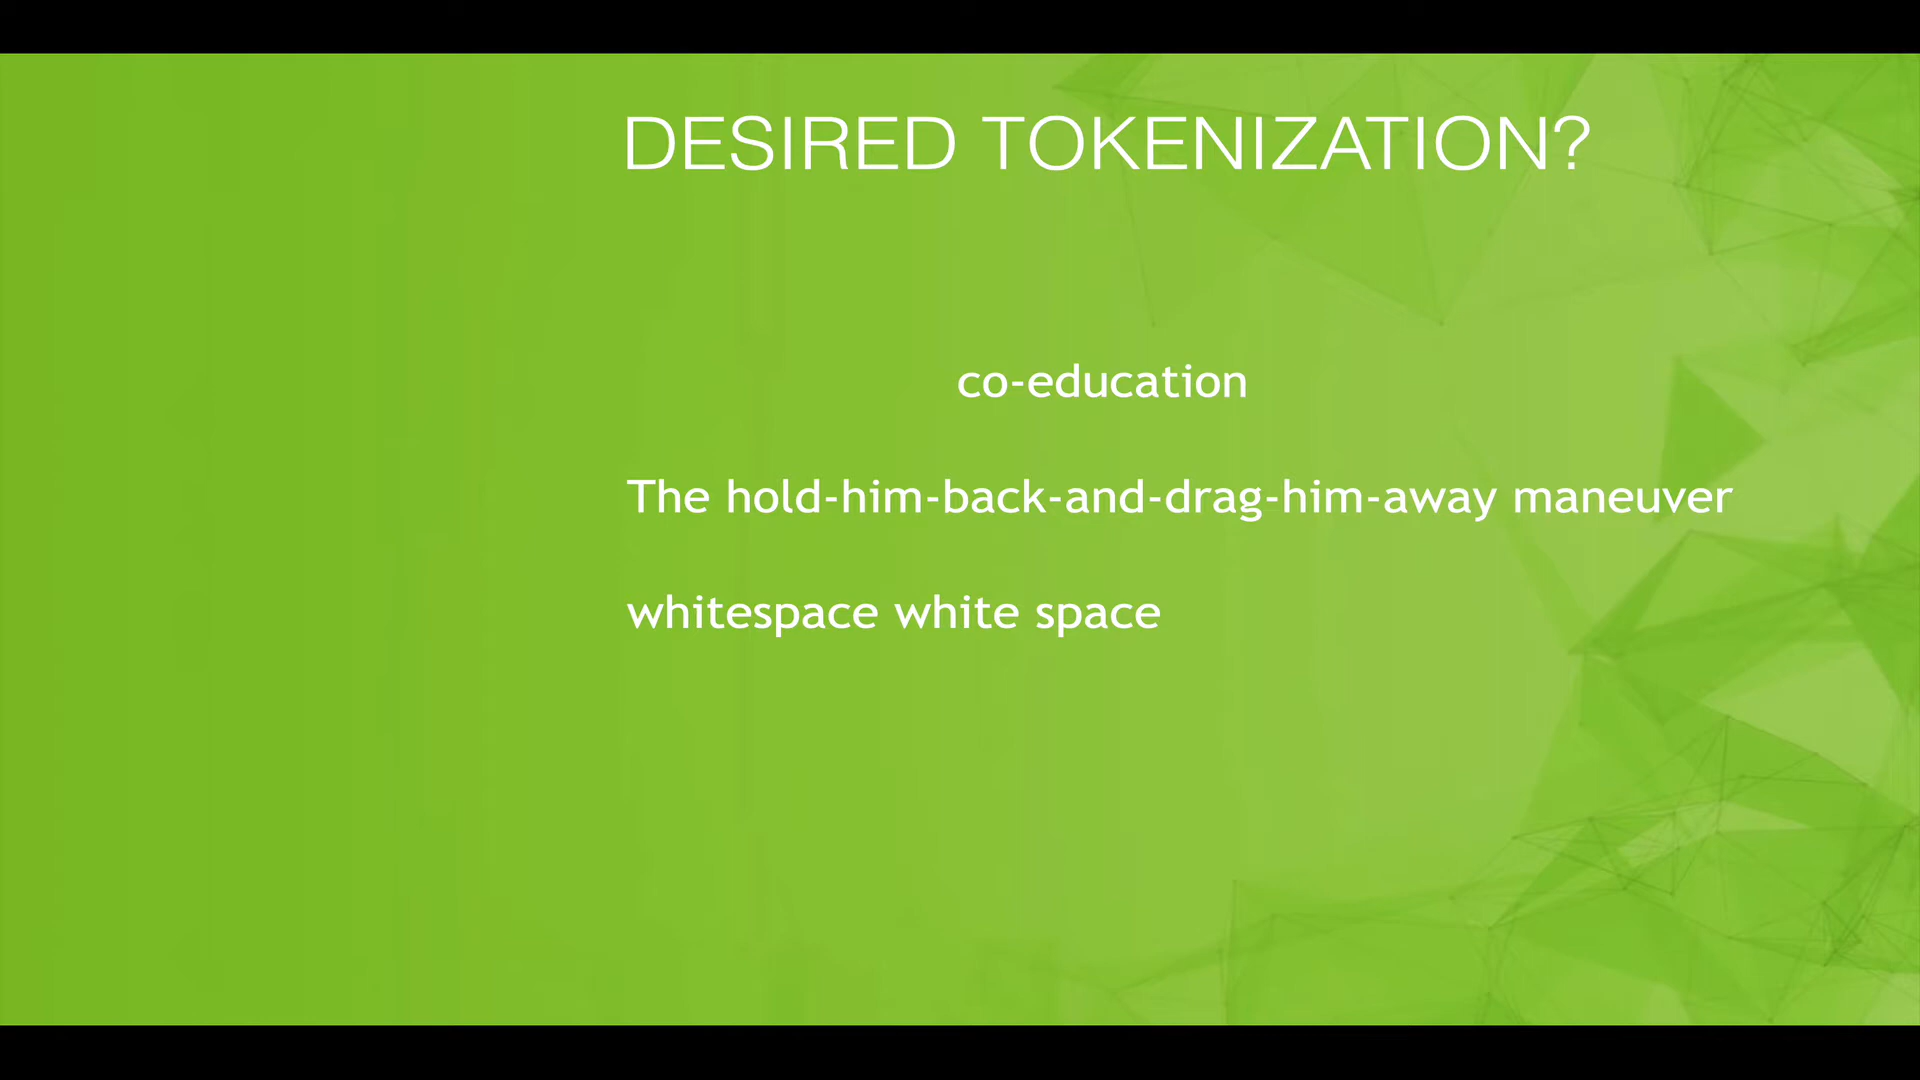 DESIRED TOKENIZATION?
co-education
The hold-him-back-and-drag-him-away maneuver
whitespace white space